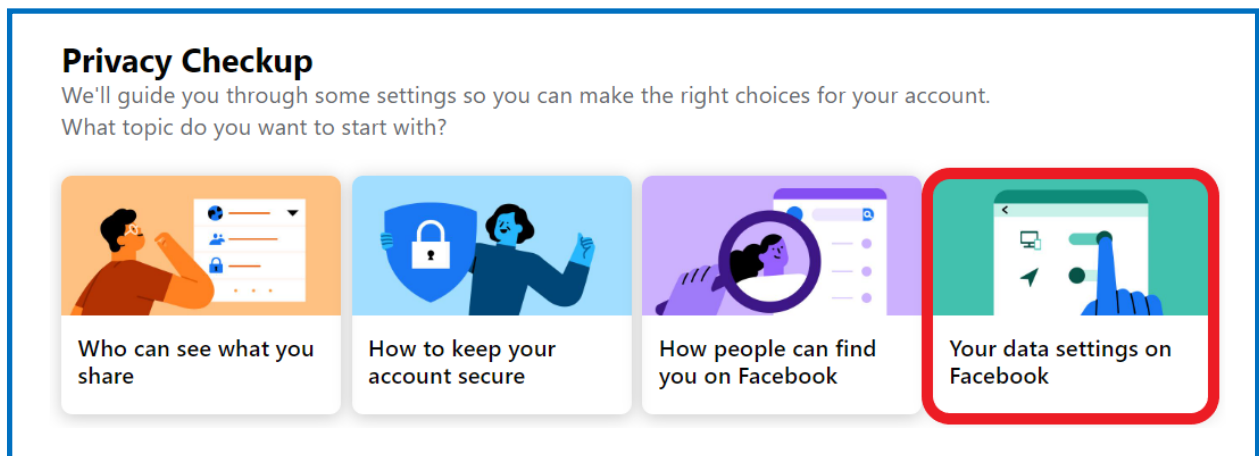 Privacy Checkup
We'll guide you through some settings so you can make the right choices for your account.
What topic do you want to start with?
Who can see what you
share
How to keep your
account secure
How people can find
you on Facebook
Your data settings on
Facebook